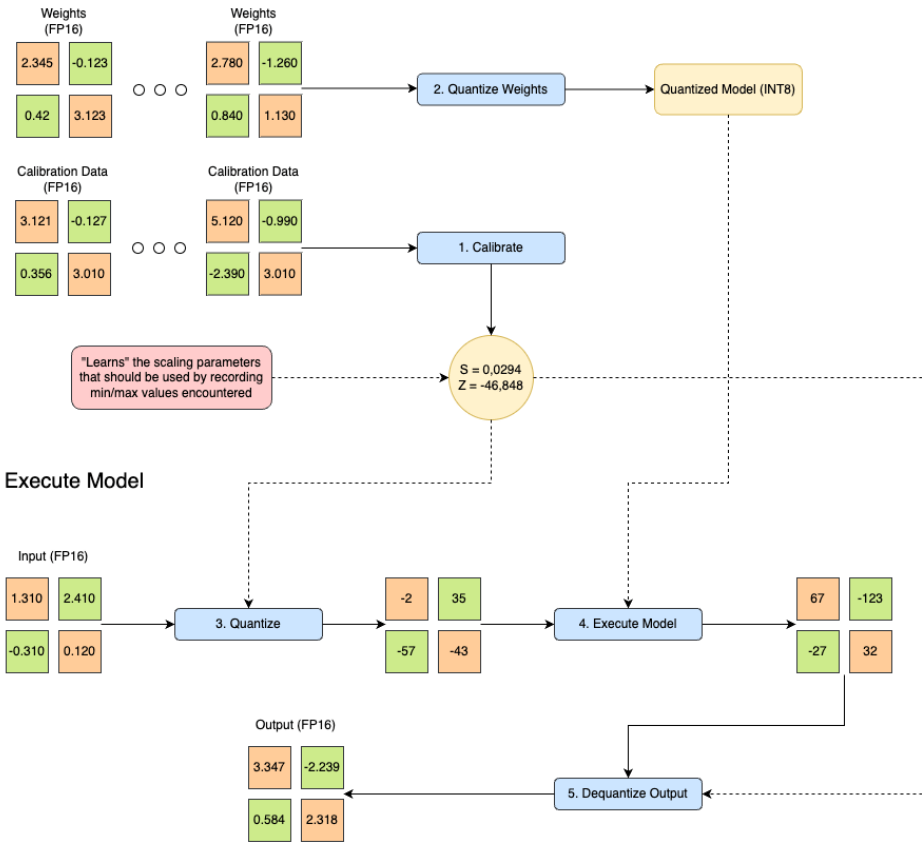 Weights
(FP16)
Weights
(FP16)
2.345
-0.123
2.780
-1.260
2. Quantize Weights
Quantized Model (INT8)
0.42
3.123
0.840
1.130
Calibration Data
(FP16)
Calibration Data
(FP16)
3.121
-0.127
5.120
-0.990
1. Calibrate
0.356
3.010
-2.390
3.010
"Learns" the scaling parameters
that should be used by recording
min/max values encountered
S = 0,0294
Z = -46,848
Execute Model
Input (FP16)
1.310
2.410
-2
35
67
-123
3. Quantize
4. Execute Model
-0.310
0.120
-57
-43
-27
32
Output (FP16)
3.347
-2.239
5. Dequantize Output
0.584
2.318